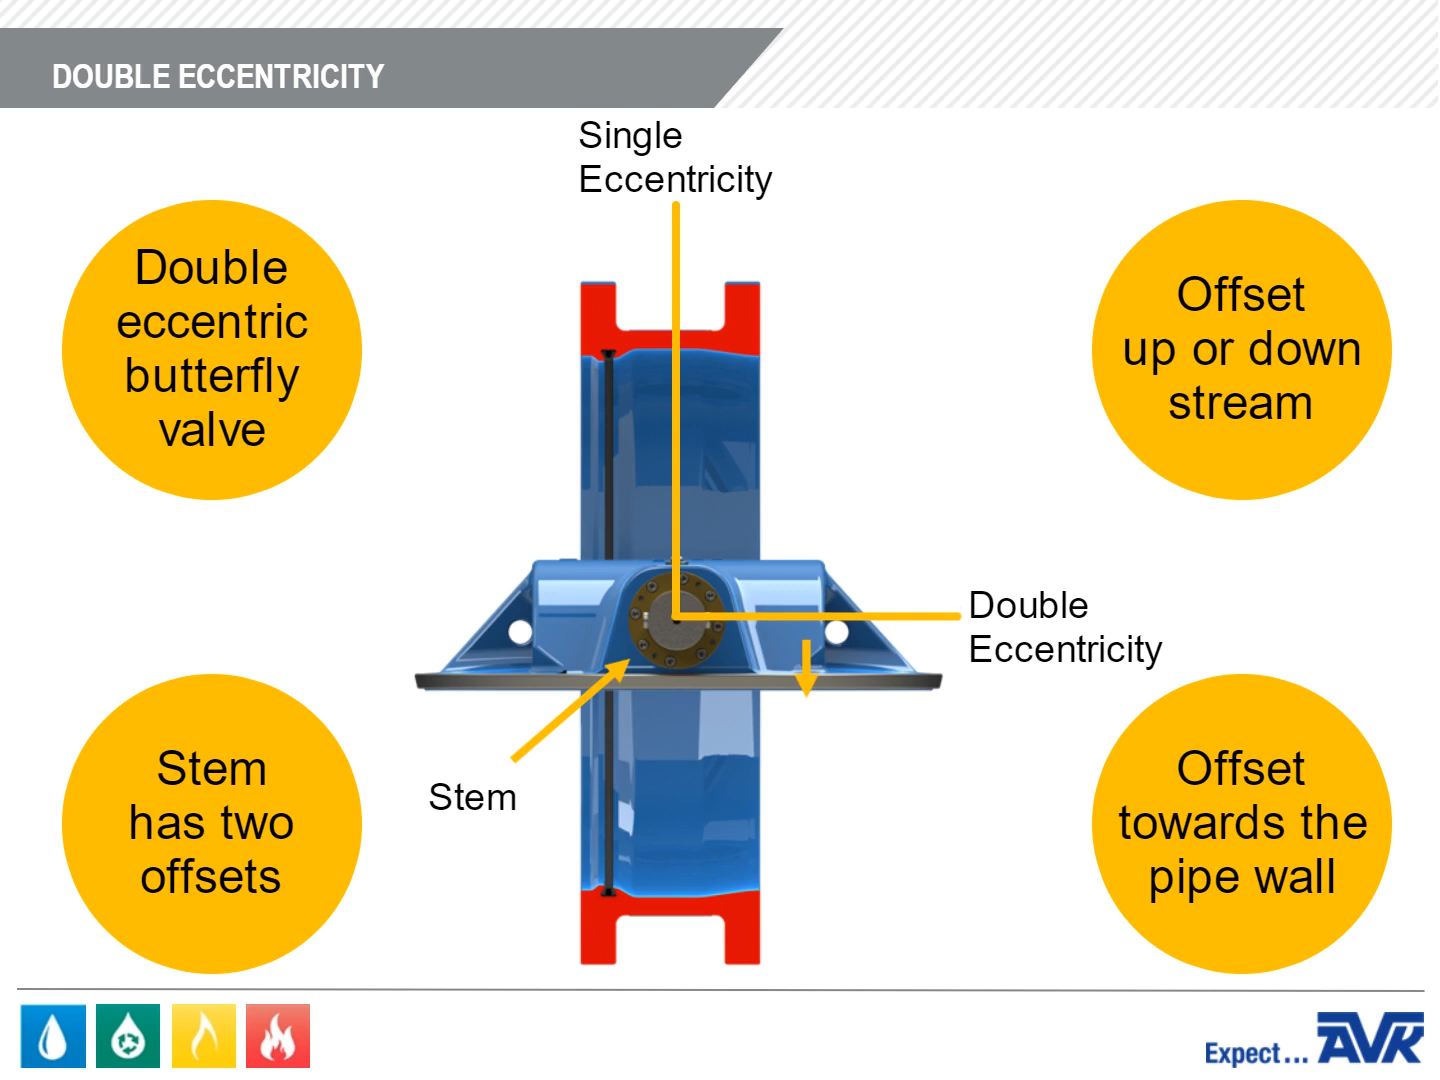 DOUBLE ECCENTRICITY
Single
Eccentricity
Double
eccentric
butterfly
valve
Offset
up or down
stream
Double
Eccentricity
Stem
Stem
has two
offsets
Offset
towards the
pipe wall
Expect... AVK